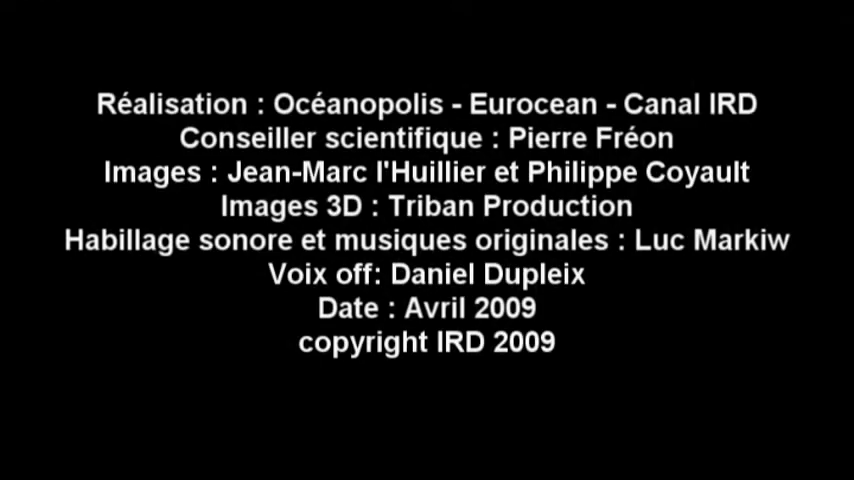 Réalisation : Océanopolis - Eurocean - Canal IRD
Conseiller scientifique : Pierre Fréon
Images : Jean-Marc l'Huillier et Philippe Coyault
Images 3D : Triban Production
Habillage sonore et musiques originales : Luc Markiw
Voix off: Daniel Dupleix
Date : Avril 2009
copyright IRD 2009